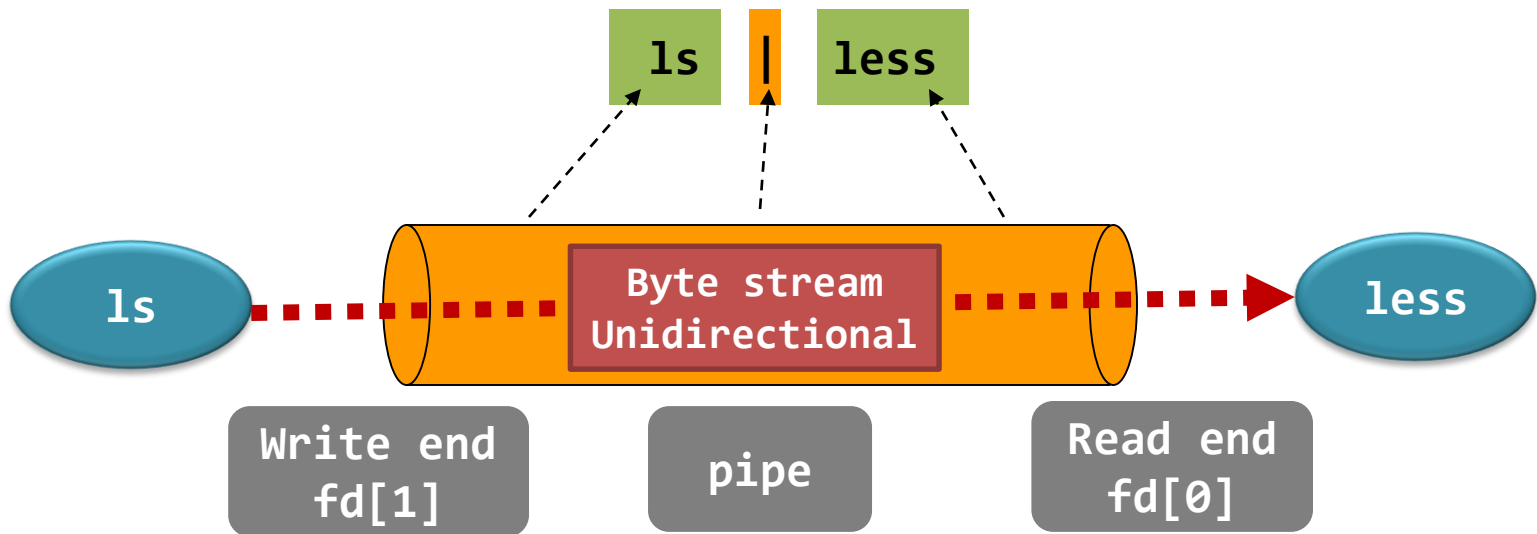 ls | less
Byte stream
Unidirectional
ls
less
Write end
fd[1]
pipe
Read end
fd[0]